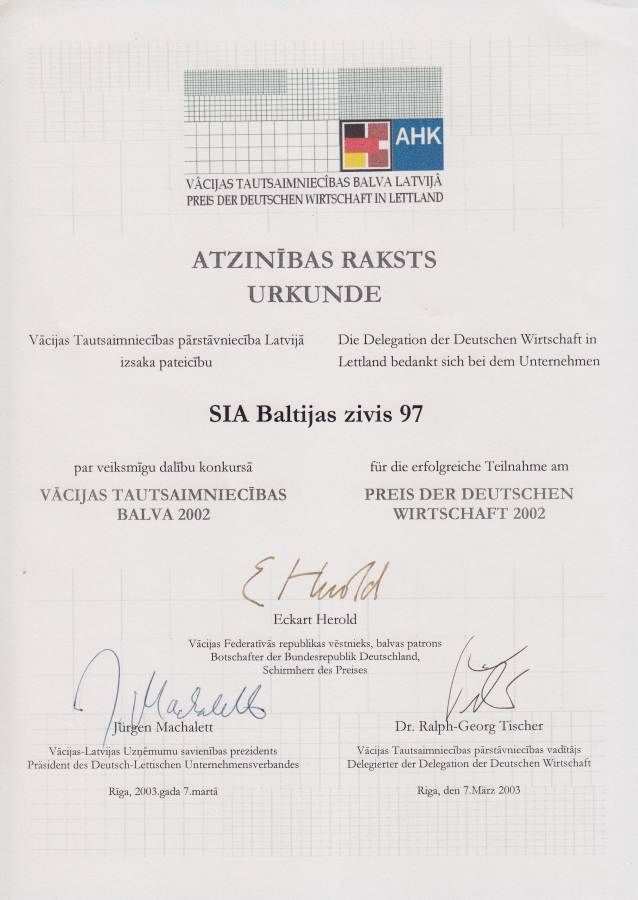 AHK
VĀCIJAS TAUTSAIMNIECĪBAS BALVA LATVIJĀ
PREIS DER DEUTSCHEN WIRTSCHAFT IN LETTLAND
ATZINĪBAS RAKSTS
URKUNDE
Vācijas Tautsaimniecības pārstāvniecība Latvijā
izsaka pateicību
Die Delegation der Deutschen Wirtschaft in
Lettland bedankt sich bei dem Unternehmen
SIA Baltijas zivis 97
par veiksmīgu dalību konkursā
VĀCIJAS TAUTSAIMNIECĪBAS
BALVA 2002
für die erfolgreiche Teilnahme am
PREIS DER DEUTSCHEN
WIRTSCHAFT 2002
E Herold
Eckart Herold
Vācijas Federatīvās republikas vēstnieks, balvas patrons
Botschafter der Bundesrepublik Deutschland,
Schirmherr des Preises
J. Machalett
Jürgen Machalett
Vācijas-Latvijas Uzņēmumu savienības prezidents
Präsident des Deutsch-Lettischen Unternehmensverbandes
Rīga, 2003.gada 7.martā
Dr. Ralph-Georg Tischer
Vācijas Tautsaimniecības pārstāvniecības vadītājs
Delegierter der Delegation der Deutschen Wirtschaft
Riga, den 7.März 2003